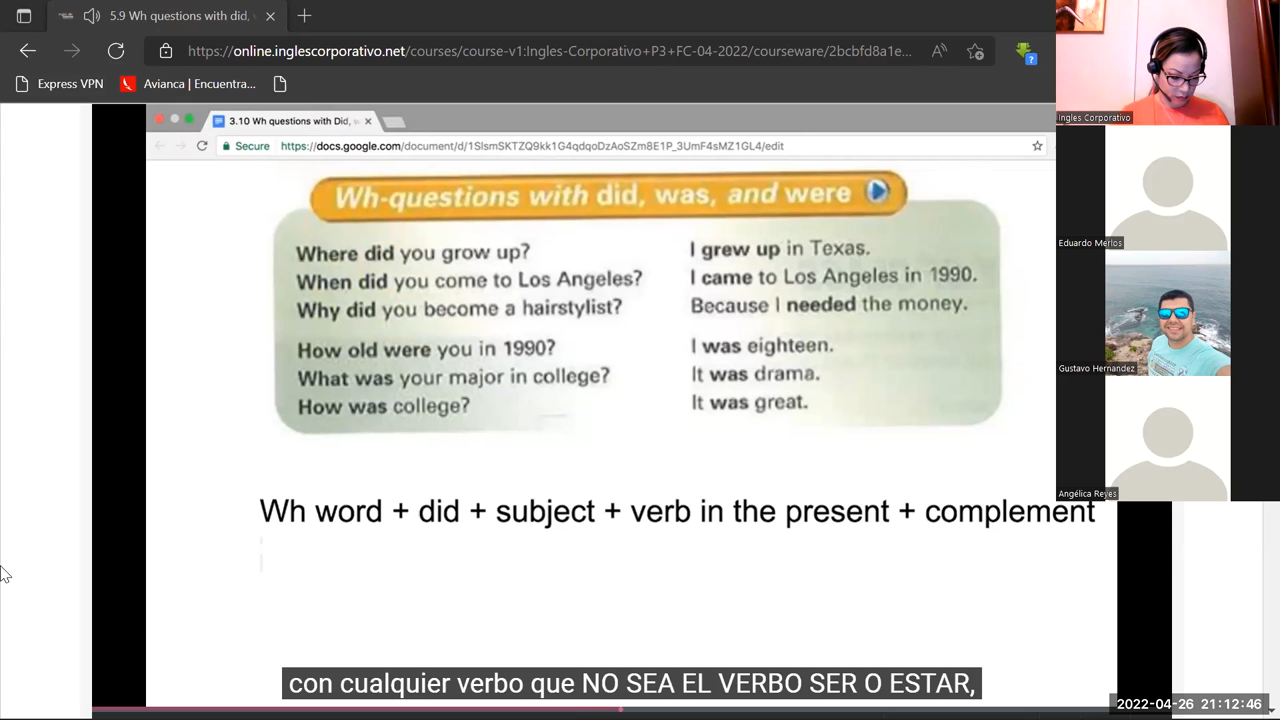 5.9 Wh questions with did,
https://online.inglescorporativo.net/courses/course-v1:Ingles-Corporativo+P3+FC-04-2022/courseware/2bcbfd8a1e...
Express VPN
Avianca | Encuentra...
3.10 Wh questions with Did,
Secure
https://docs.google.com/document/d/1SlsmSKTZQ9kk1G4qdqoDzAoSZm8E1P_3UmF4sMZ1GL4/edit
Wh-questions with did, was, and were
Where did you grow up? I grew up in Texas.
When did you come to Los Angeles? I came to Los Angeles in 1990.
Why did you become a hairstylist? Because I needed the money.
How old were you in 1990? I was eighteen.
What was your major in college? It was drama.
How was college? It was great.
Wh word + did + subject + verb in the present + complement
con cualquier verbo que NO SEA EL VERBO SER O ESTAR,
Ingles Corporativo
Eduardo Merlos
Gustavo Hernandez
Angélica Reyes
2022-04-26 21:12:46